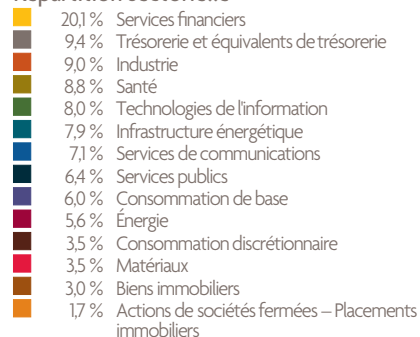 Répartition sectorielle
20,1 % Services financiers
9,4 % Trésorerie et équivalents de trésorerie
9,0 % Industrie
8,8 % Santé
8,0 % Technologies de l'information
7,9 % Infrastructure énergétique
7,1 % Services de communications
6,4 % Services publics
6,0 % Consommation de base
5,6 % Énergie
3,5 % Consommation discrétionnaire
3,5 % Matériaux
3,0 % Biens immobiliers
1,7 % Actions de sociétés fermées – Placements
immobiliers